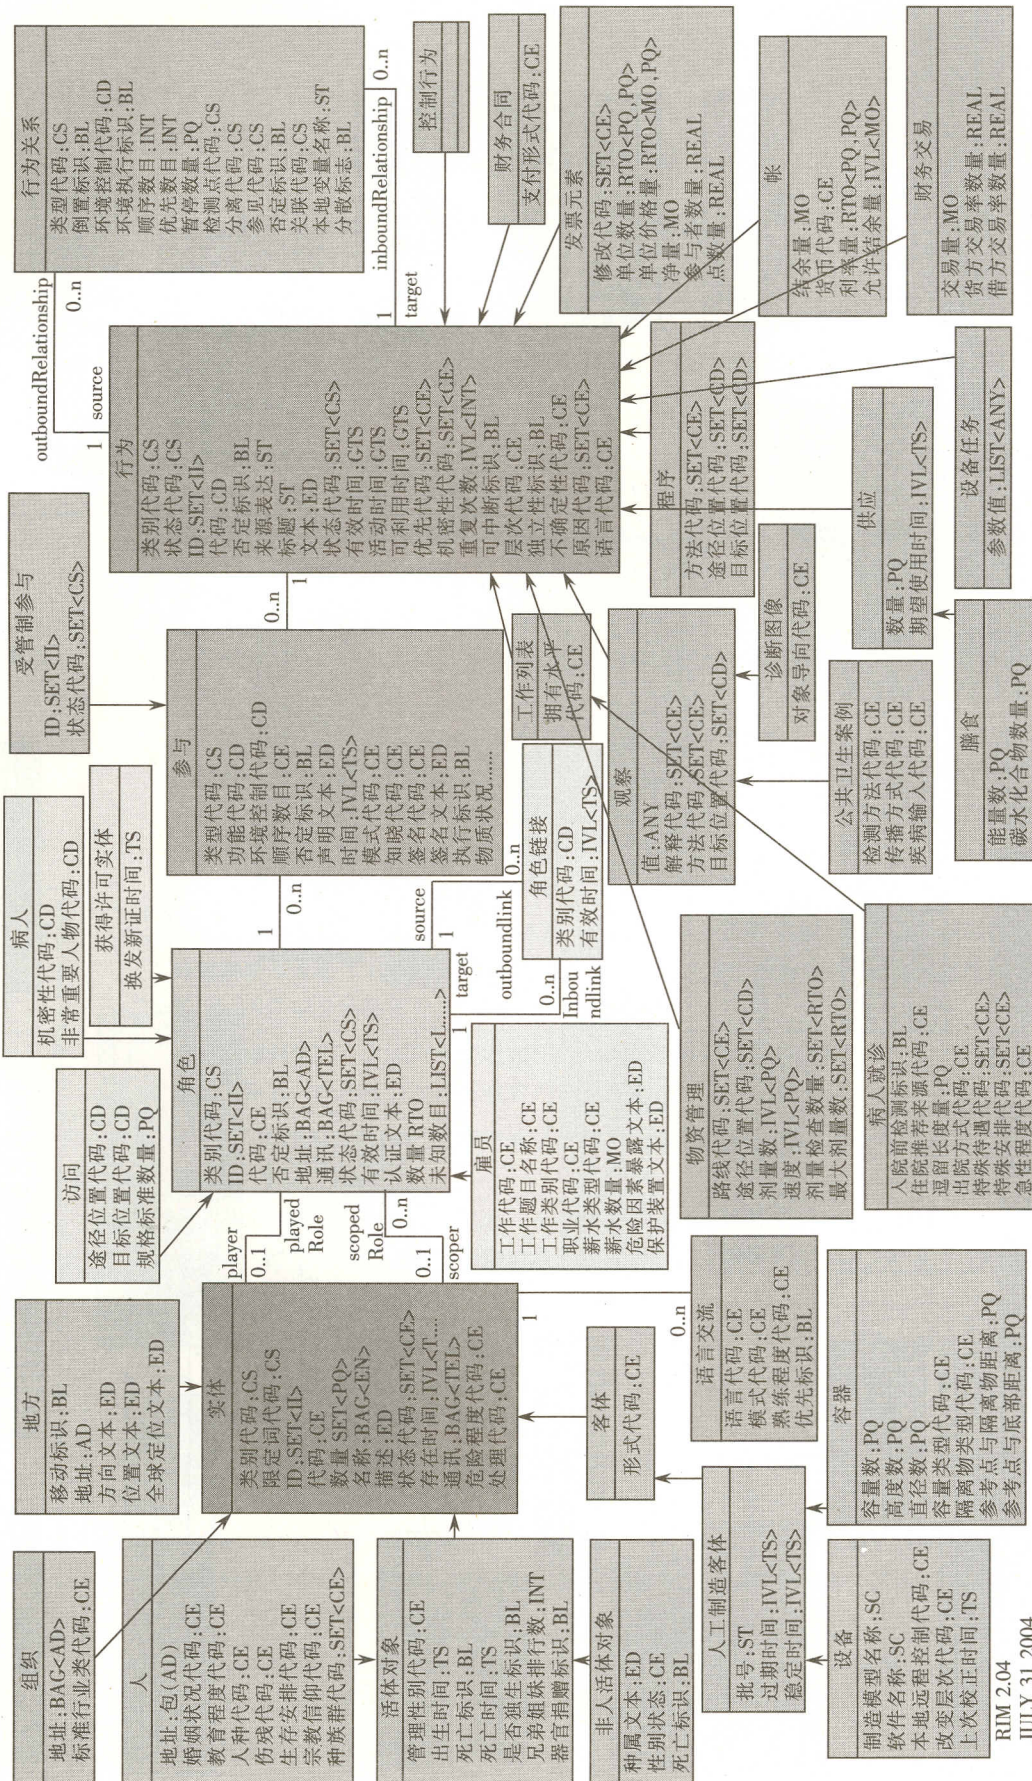 组织
地址:BAG<AD>
标准行业类代码:CE
地方
移动标识:BL
地址:AD
方向文本:ED
位置文本:ED
全球定位文本:ED
访问
途径位置代码:CD
目标位置代码:CD
规格标准数量:PQ
病人
机密性代码:CD
非常重要人物代码:CD
获得许可实体
换发新证时间:TS
受管制参与
ID:SET<II>
状态代码:SET<CS>
outboundRelationship
0..n
1
source
行为关系
类型代码:CS
倒置标识:BL
环境控制代码:CD
环境执行标识:BL
顺序数目:INT
优先数目:INT
暂停数量:PQ
检测点代码:CS
分离代码:CS
参见代码:CS
否定标识:BL
关联代码:CS
本地变量名称:ST
分散标志:BL
inboundRelationship
0..n
1
target
人
地址:包(AD)
婚姻状况代码:CE
教育程度代码:CE
人种代码:CE
伤残代码:CE
生存安排代码:CE
宗教信仰代码:CE
种族群代码:SET<CE>
实体
类别代码:CS
限定词代码:CS
ID:SET<II>
代码:CE
数量 SET<PQ>
名称:BAG<EN>
描述:ED
状态代码:SET<CE>
存在时间:IVL<T....
通讯:BAG<TEL>
危险程度代码:CE
处理代码:CE
player
0..1
played
Role
scoped
Role
0..n
0..1
scoper
角色
类别代码:CS
ID:SET<II>
代码:CE
否定标识:BL
地址:BAG<AD>
通讯:BAG<TEL>
状态代码:SET<CS>
有效时间:IVL<TS>
认证文本:ED
数量 RTO
未知数目:LIST<L......>
1
0..n
参与
类型代码:CS
功能代码:CD
环境控制代码:CD
顺序数目:CE
否定标识:BL
声明文本:ED
时间:IVL<TS>
模式代码:CE
知晓代码:CE
签名代码:CE
签名文本:ED
执行标识:BL
物质状况......
0..n
1
行为
类别代码:CS
状态代码:CS
ID:SET<II>
代码:CD
否定标识:BL
来源表达:ST
标题:ST
文本:ED
状态代码:SET<CS>
有效时间:GTS
活动时间:GTS
可利用时间:GTS
优先代码:SET<CE>
机密性代码:SET<CE>
重复次数:IVL<INT>
可中断标识:BL
层次代码:CE
独立性标识:BL
不确定性代码:CE
原因代码:SET<CE>
语言代码:CE
控制行为
财务合同
支付形式代码:CE
发票元素
修改代码:SET<CE>
单位数量:RTO<PQ,PQ>
单位价格量:RTO<MO,PQ>
净量:MO
参与者数量:REAL
点数量:REAL
帐
结余量:MO
货币代码:CE
利率量:RTO<PQ,PQ>
允许结余量:IVL<MO>
财务交易
交易量:MO
货方交易率数量:REAL
借方交易率数量:REAL
活体对象
管理性别代码:CE
出生时间:TS
死亡标识:BL
死亡时间:TS
是否独生标识:BL
兄弟姐妹排行数:INT
器官捐赠标识:BL
非人活体对象
种属文本:ED
性别状态:CE
死亡标识:BL
客体
形式代码:CE
1
0..n
语言交流
语言代码:CE
模式代码:CE
熟练程度代码:CE
优先标识:BL
雇员
工作代码:CE
工作题目名称:CE
工作类别代码:CE
职业代码:CE
薪水类型代码:CE
薪水数量:MO
危险因素暴露文本:ED
保护装置文本:ED
1
source
1
target
outboundlink
0..n
0..n
Inbou
ndlink
角色链接
类别代码:CD
有效时间:IVL<TS>
工作列表
拥有水平
代码:CE
程序
方法代码:SET<CE>
途径位置代码:SET<CD>
目标位置代码:SET<CD>
观察
值:ANY
解释代码:SET<CE>
方法代码:SET<CE>
目标位置代码:SET<CD>
诊断图像
对象导向代码:CE
公共卫生案例
检测方法代码:CE
传播方式代码:CE
疾病输入代码:CE
供应
数量:PQ
期望使用时间:IVL<TS>
膳食
能量数:PQ
碳水化合物数量:PQ
设备任务
参数值:LIST<ANY>
物资管理
路线代码:SET<CE>
途径位置代码:SET<CD>
剂量数:IVL<PQ>
速度:IVL<PQ>
剂量检查数量:SET<RTO>
最大剂量数:SET<RTO>
病人就诊
入院前检测标识:BL
住院推荐来源代码:CE
逗留长度量:PQ
出院方式代码:CE
特殊待遇代码:SET<CE>
特殊安排代码:SET<CE>
急性程度代码:CE
人工制造客体
批号:ST
过期时间:IVL<TS>
稳定时间:IVL<TS>
设备
制造模型名称:SC
软件名称:SC
本地远程控制代码:CE
改变层次代码:CE
上次校正时间:TS
容器
容量数:PQ
高度数:PQ
直径数:PQ
容量类型代码:CE
隔离物类型代码:CE
参考点与隔离物距离:PQ
参考点与底部距离:PQ
RIM 2.04
JULY 31 2004